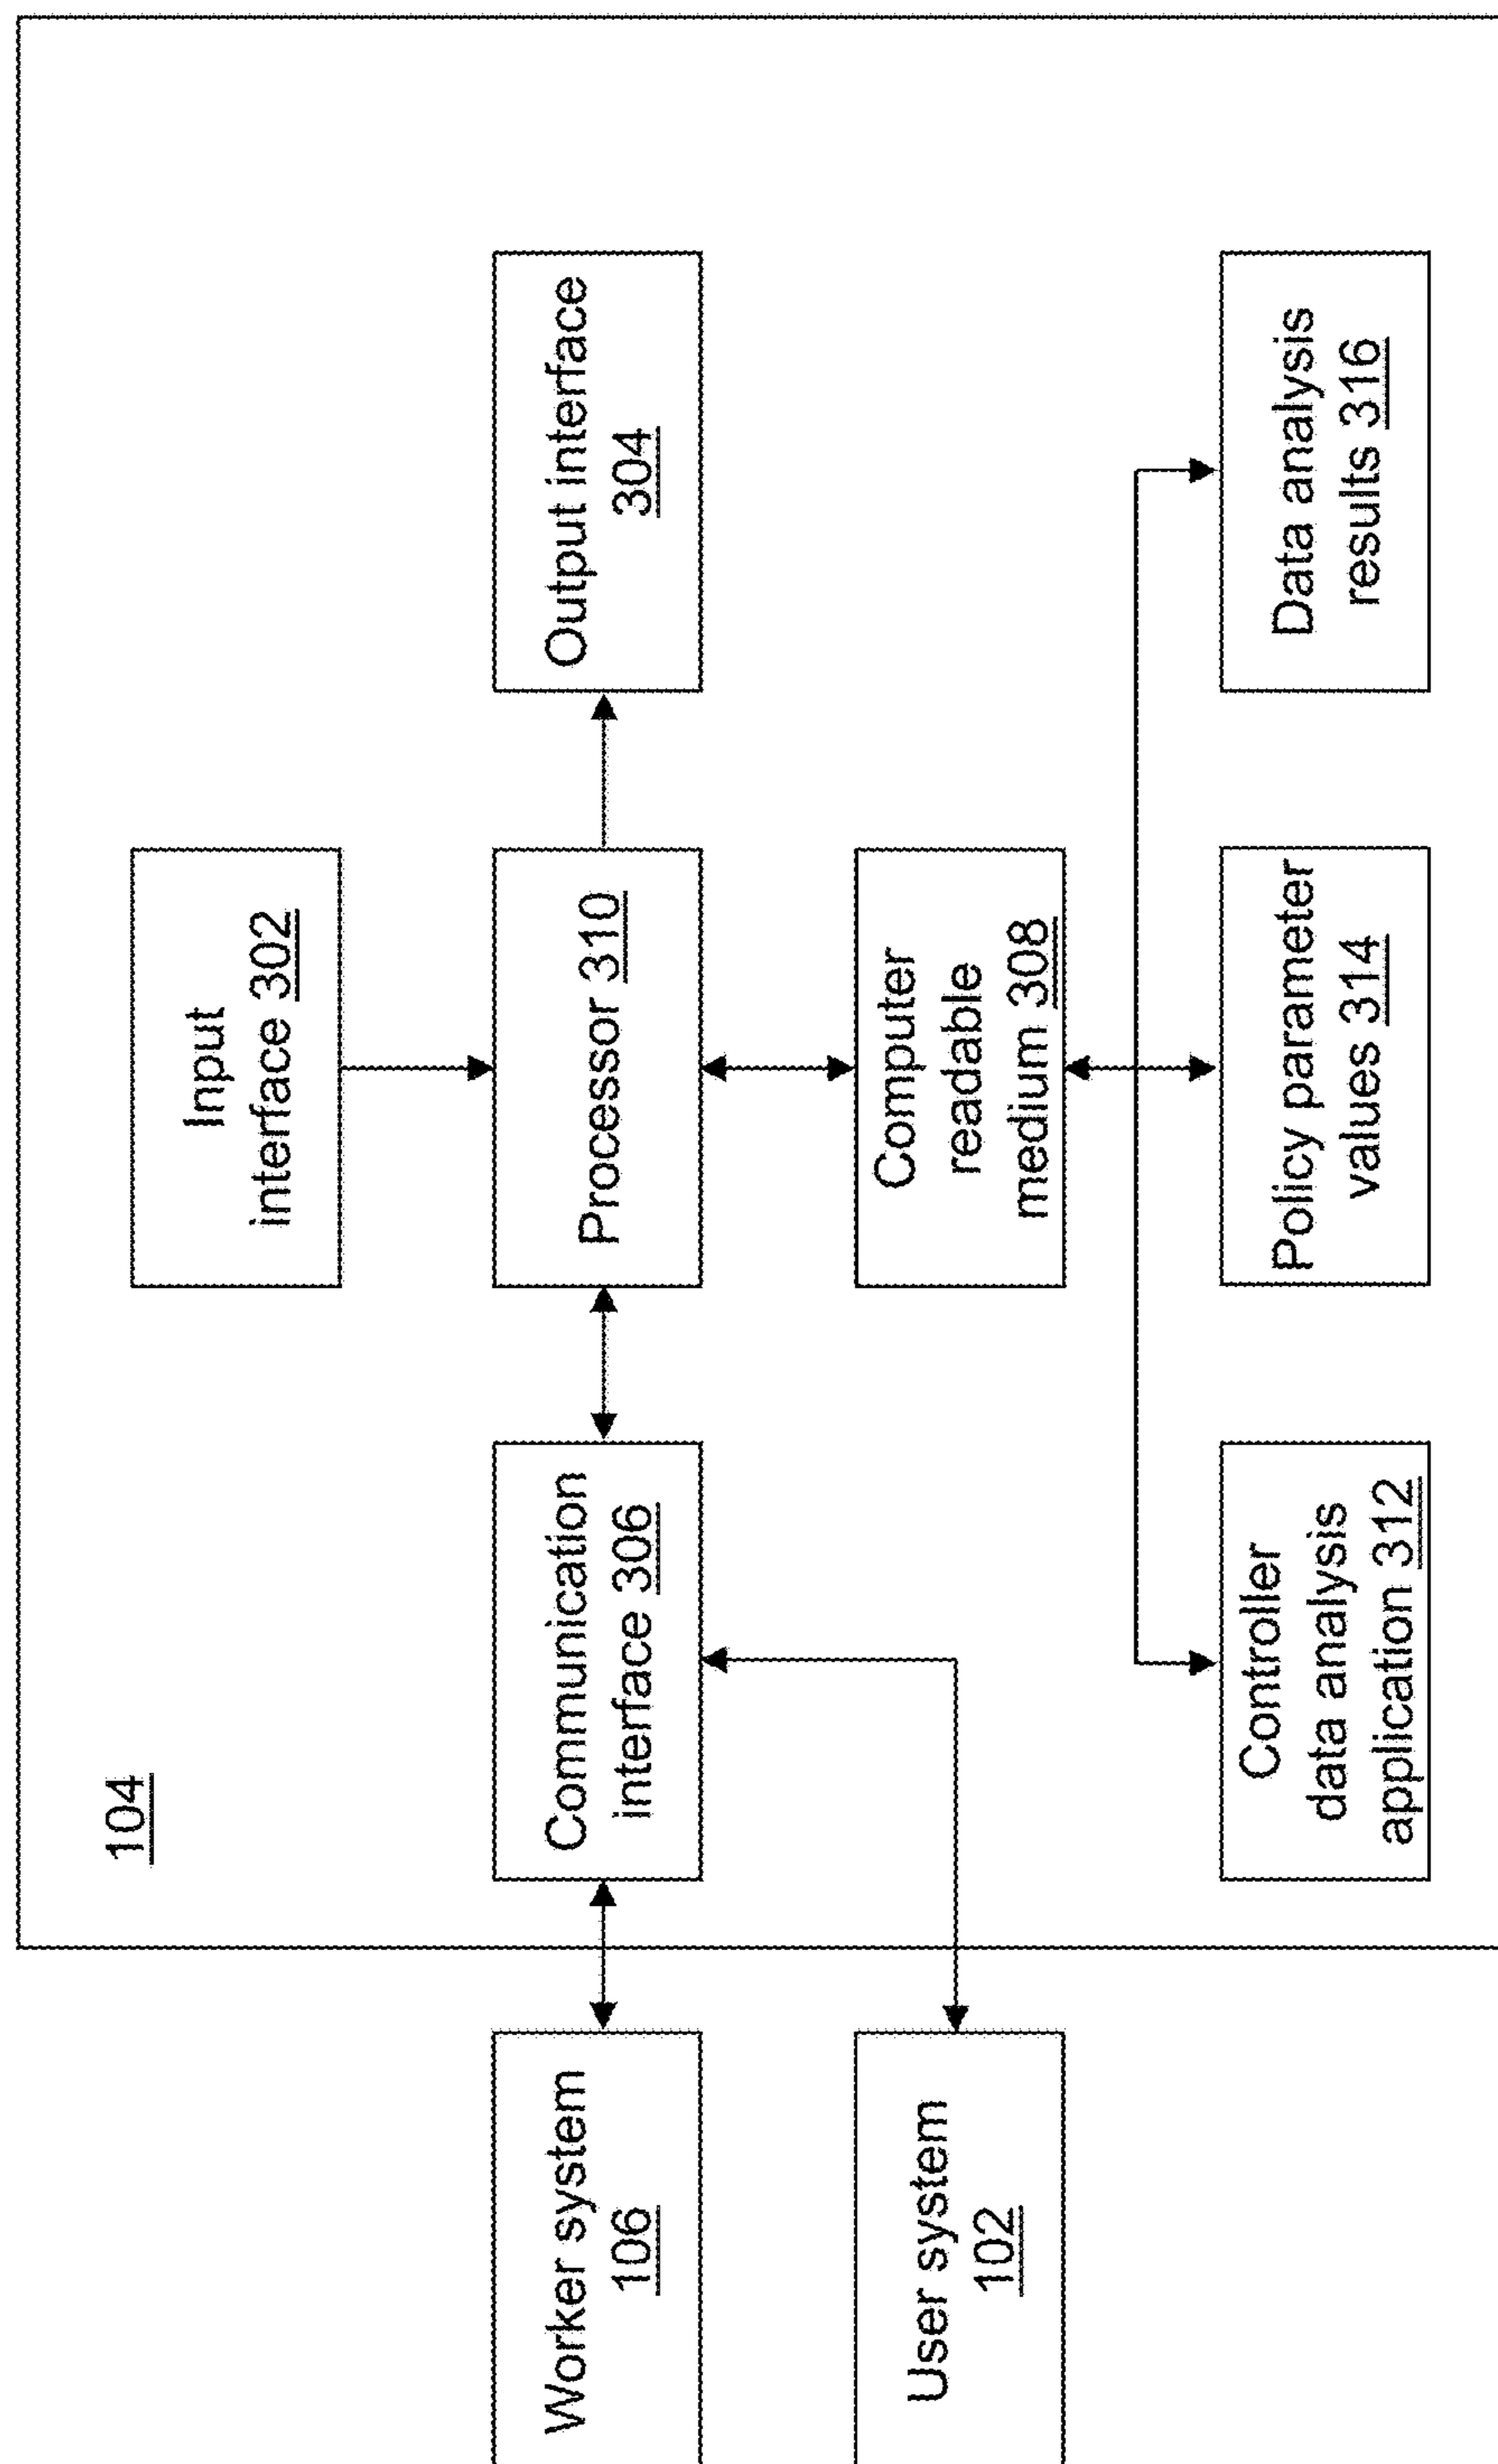 104
Input
interface 302
Worker system
106
Communication
interface 306
Processor 310
Output interface
304
User system
102
Computer
readable
medium 308
Controller
data analysis
application 312
Policy parameter
values 314
Data analysis
results 316